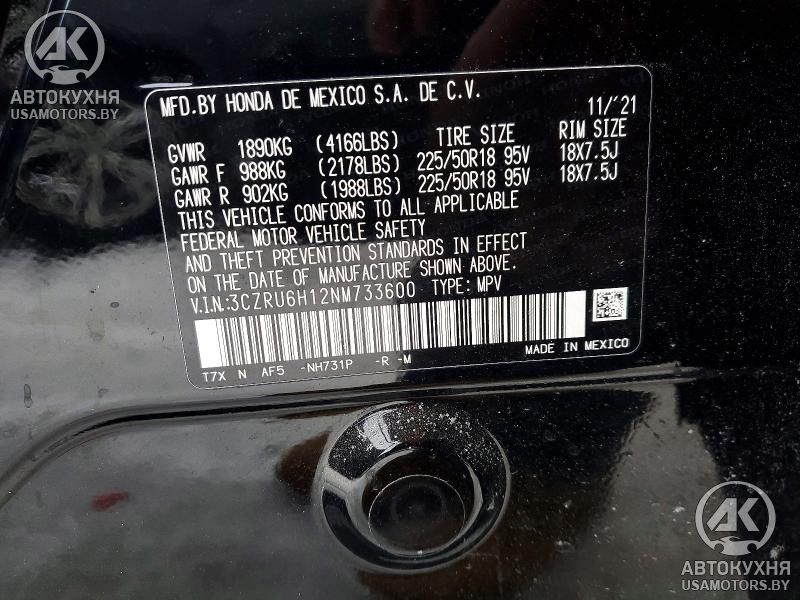 AK
АВТОКУХНЯ
USAMOTORS.BY
MFD.BY HONDA DE MEXICO S.A. DE C.V. 11/'21
GVWR 1890KG (4166LBS) TIRE SIZE RIM SIZE
GAWR F 988KG (2178LBS) 225/50R18 95V 18X7.5J
GAWR R 902KG (1988LBS) 225/50R18 95V 18X7.5J
THIS VEHICLE CONFORMS TO ALL APPLICABLE
FEDERAL MOTOR VEHICLE SAFETY
AND THEFT PREVENTION STANDARDS IN EFFECT
ON THE DATE OF MANUFACTURE SHOWN ABOVE.
V.I.N.:3CZRU6H12NM733600 TYPE: MPV
T7X N AF5 -NH731P -R -M MADE IN MEXICO
AK
АВТОКУХНЯ
USAMOTORS.BY